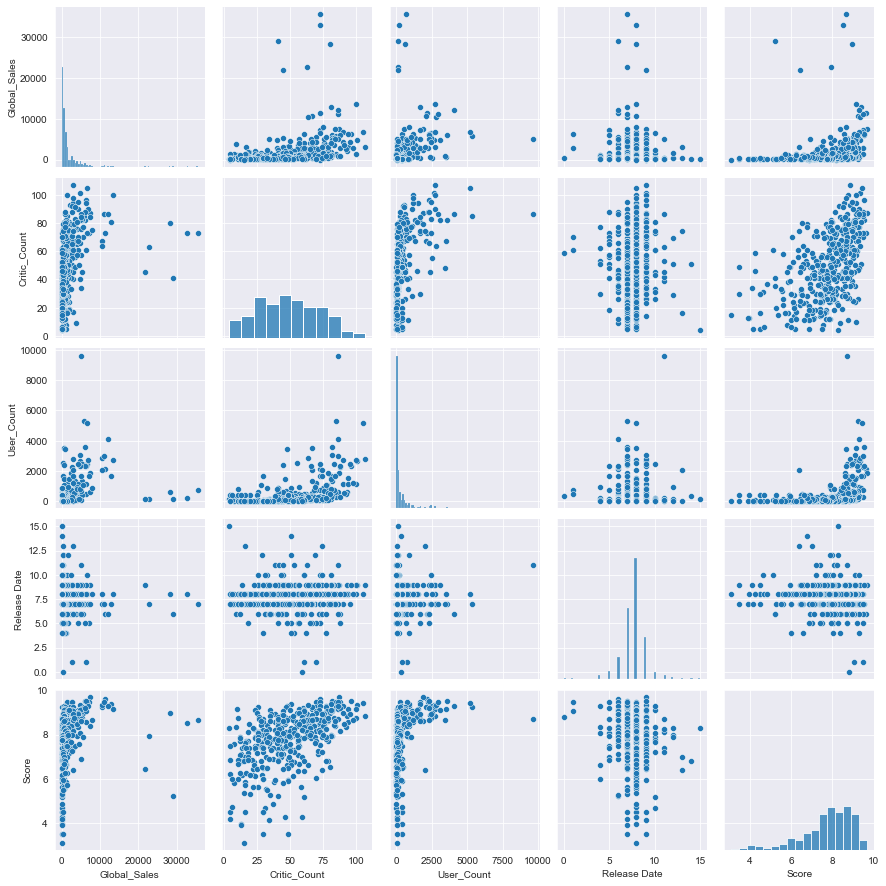 Global_Sales
30000
20000
10000
0
Critic_Count
100
80
60
40
20
0
User_Count
10000
8000
6000
4000
2000
0
Release Date
15.0
12.5
10.0
7.5
5.0
2.5
0.0
Score
10
8
6
4
0 10000 20000 30000
0 25 50 75 100
0 2500 5000 7500 10000
0 5 10 15
4 6 8 10
Global_Sales Critic_Count User_Count Release Date Score